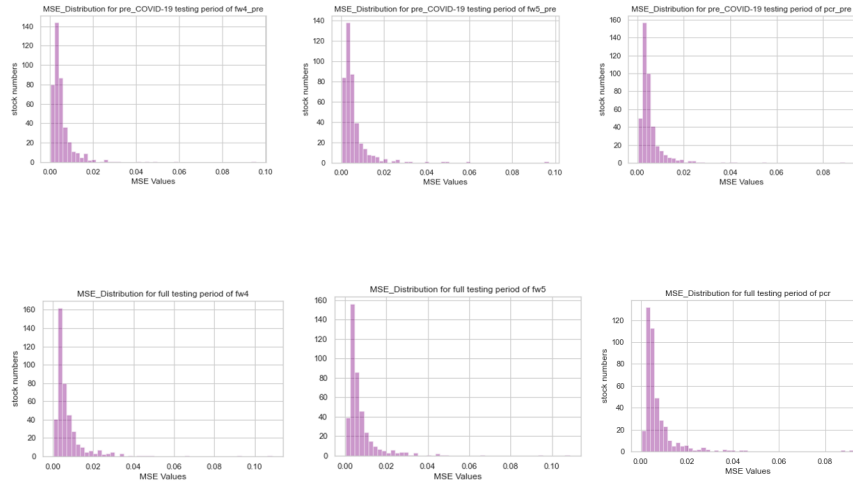 MSE_Distribution for pre_COVID-19 testing period of fw4_pre
stock numbers
140
120
100
80
60
40
20
0
0.00 0.02 0.04 0.06 0.08 0.10
MSE Values
MSE_Distribution for pre_COVID-19 testing period of fw5_pre
stock numbers
140
120
100
80
60
40
20
0
0.00 0.02 0.04 0.06 0.08 0.10
MSE Values
MSE_Distribution for pre_COVID-19 testing period of pcr_pre
stock numbers
160
140
120
100
80
60
40
20
0
0.00 0.02 0.04 0.06 0.08
MSE Values
MSE_Distribution for full testing period of fw4
stock numbers
160
140
120
100
80
60
40
20
0
0.00 0.02 0.04 0.06 0.08 0.10
MSE Values
MSE_Distribution for full testing period of fw5
stock numbers
160
140
120
100
80
60
40
20
0
0.00 0.02 0.04 0.06 0.08 0.10
MSE Values
MSE_Distribution for full testing period of pcr
stock numbers
120
100
80
60
40
20
0
0.00 0.02 0.04 0.06 0.08
MSE Values